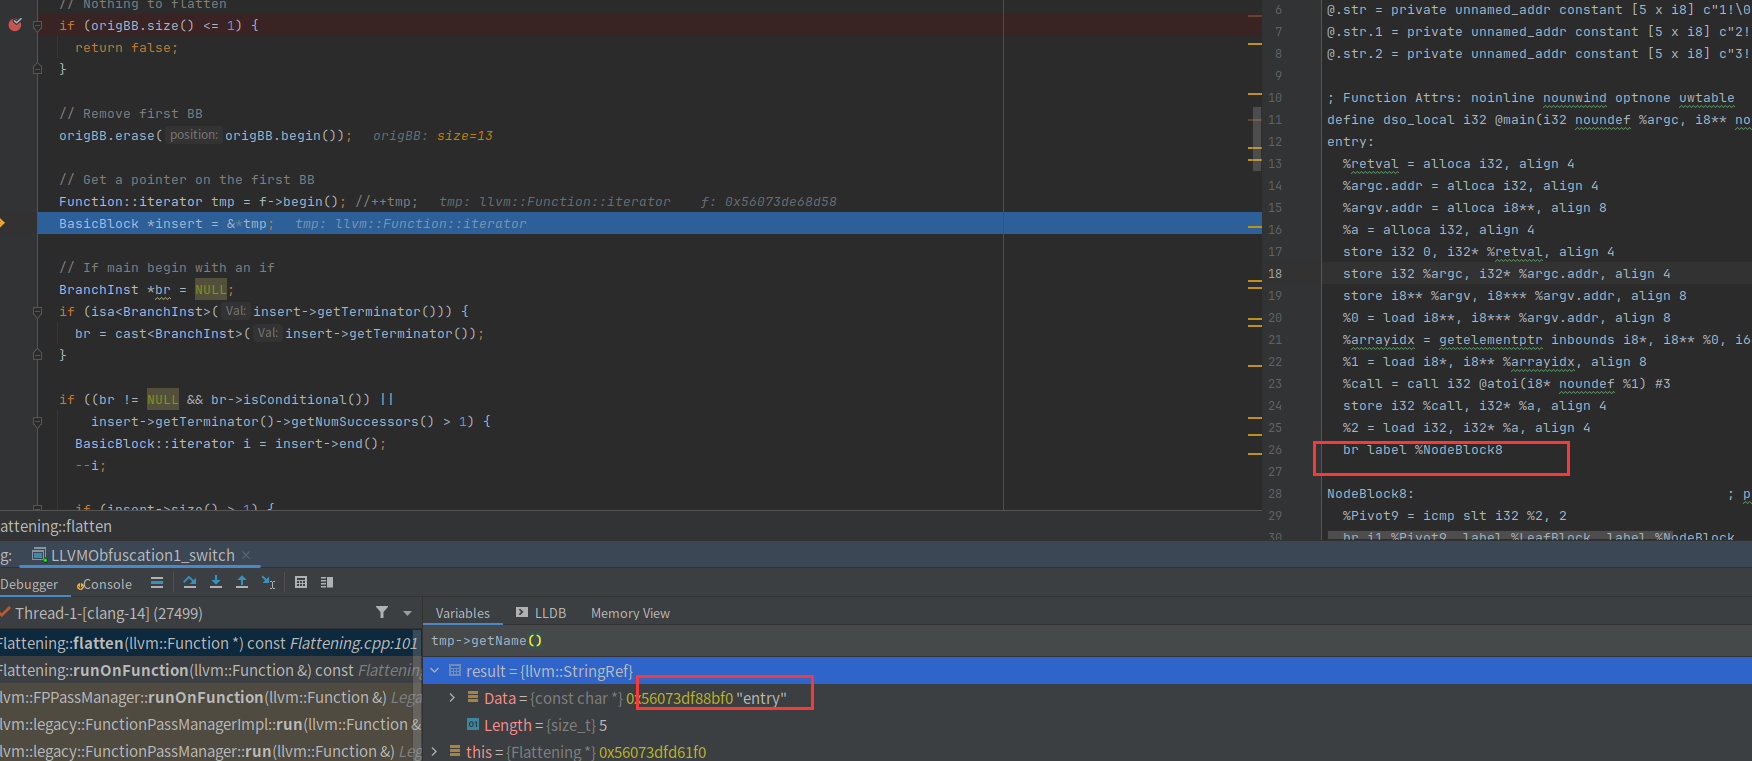 // Nothing to flatten
if (origBB.size() <= 1) {
return false;
}
// Remove first BB
origBB.erase( position: origBB.begin()); origBB: size=13
// Get a pointer on the first BB
Function::iterator tmp = f->begin(); //++tmp; tmp: llvm::Function::iterator f: 0x56073de68d58
BasicBlock *insert = &*tmp; tmp: llvm::Function::iterator
// If main begin with an if
BranchInst *br = NULL;
if (isa<BranchInst>( Val: insert->getTerminator())) {
br = cast<BranchInst>( Val: insert->getTerminator());
}
if ((br != NULL && br->isConditional()) ||
insert->getTerminator()->getNumSuccessors() > 1) {
BasicBlock::iterator i = insert->end();
--i;
if (insert->size() > 1) {
attening::flatten
6 @.str = private unnamed_addr constant [5 x i8] c"1!\0
7 @.str.1 = private unnamed_addr constant [5 x i8] c"2!
8 @.str.2 = private unnamed_addr constant [5 x i8] c"3!
9
10 ; Function Attrs: noinline nounwind optnone uwtable
11 define dso_local i32 @main(i32 noundef %argc, i8** no
12 entry:
13 %retval = alloca i32, align 4
14 %argc.addr = alloca i32, align 4
15 %argv.addr = alloca i8**, align 8
16 %a = alloca i32, align 4
17 store i32 0, i32* %retval, align 4
18 store i32 %argc, i32* %argc.addr, align 4
19 store i8** %argv, i8*** %argv.addr, align 8
20 %0 = load i8**, i8*** %argv.addr, align 8
21 %arrayidx = getelementptr inbounds i8*, i8** %0, i6
22 %1 = load i8*, i8** %arrayidx, align 8
23 %call = call i32 @atoi(i8* noundef %1) #3
24 store i32 %call, i32* %a, align 4
25 %2 = load i32, i32* %a, align 4
26 br label %NodeBlock8
27
28 NodeBlock8: ; p
29 %Pivot9 = icmp slt i32 %2, 2
30 br i1 %Pivot9, label %LeafBlock, label %NodeBlock
g: LLVMObfuscation1_switch ×
Debugger Console
Thread-1-[clang-14] (27499)
Flattening::flatten(llvm::Function *) const Flattening.cpp:101
Flattening::runOnFunction(llvm::Function &) const Flattening
lvm::FPPassManager::runOnFunction(llvm::Function &) Lega
lvm::legacy::FunctionPassManagerImpl::run(llvm::Function &
lvm::legacy::FunctionPassManager::run(llvm::Function &) Leg
Variables LLDB Memory View
tmp->getName()
result = {llvm::StringRef}
Data = {const char *} 0x56073df88bf0 "entry"
Length = {size_t} 5
this = {Flattening *} 0x56073dfd61f0